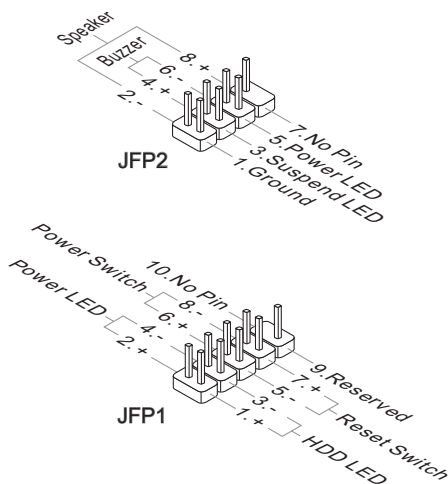 Speaker
Buzzer
8.+
6.-
4.+
2.-
7.No Pin
5.Power LED
3.Suspend LED
1.Ground
JFP2
Power Switch
Power LED
10.No Pin
8.-
6.+
4.-
2.+
9.Reserved
7.+
5.-
3.-
1.+
Reset Switch
HDD LED
JFP1